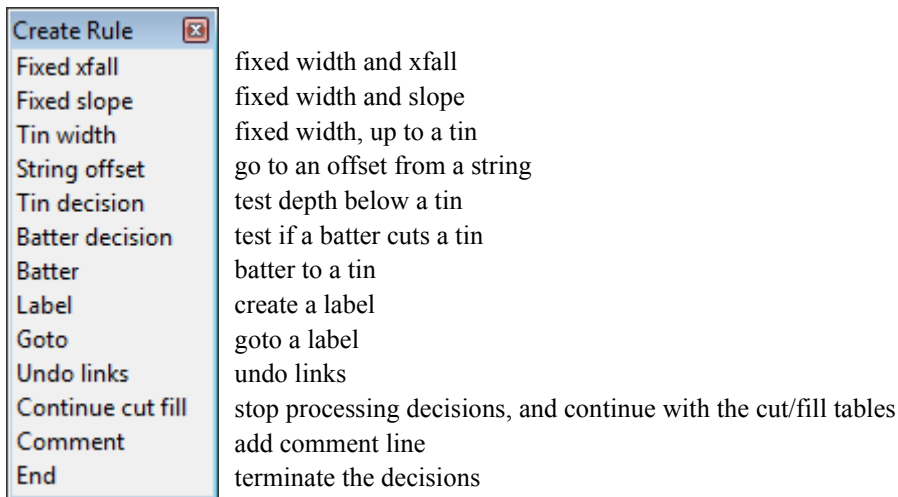 Create Rule
Fixed xfall fixed width and xfall
Fixed slope fixed width and slope
Tin width fixed width, up to a tin
String offset go to an offset from a string
Tin decision test depth below a tin
Batter decision test if a batter cuts a tin
Batter batter to a tin
Label create a label
Goto goto a label
Undo links undo links
Continue cut fill stop processing decisions, and continue with the cut/fill tables
Comment add comment line
End terminate the decisions